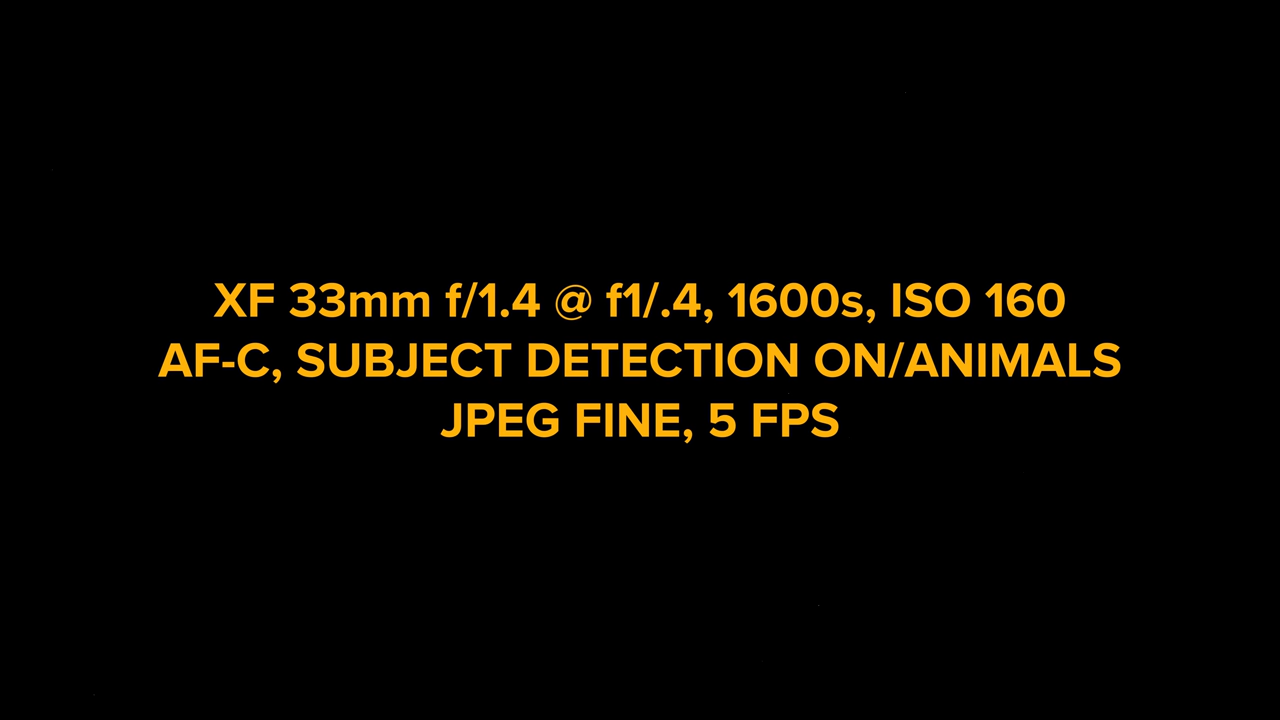 XF 33mm f/1.4 @ f1/.4, 1600s, ISO 160
AF-C, SUBJECT DETECTION ON/ANIMALS
JPEG FINE, 5 FPS